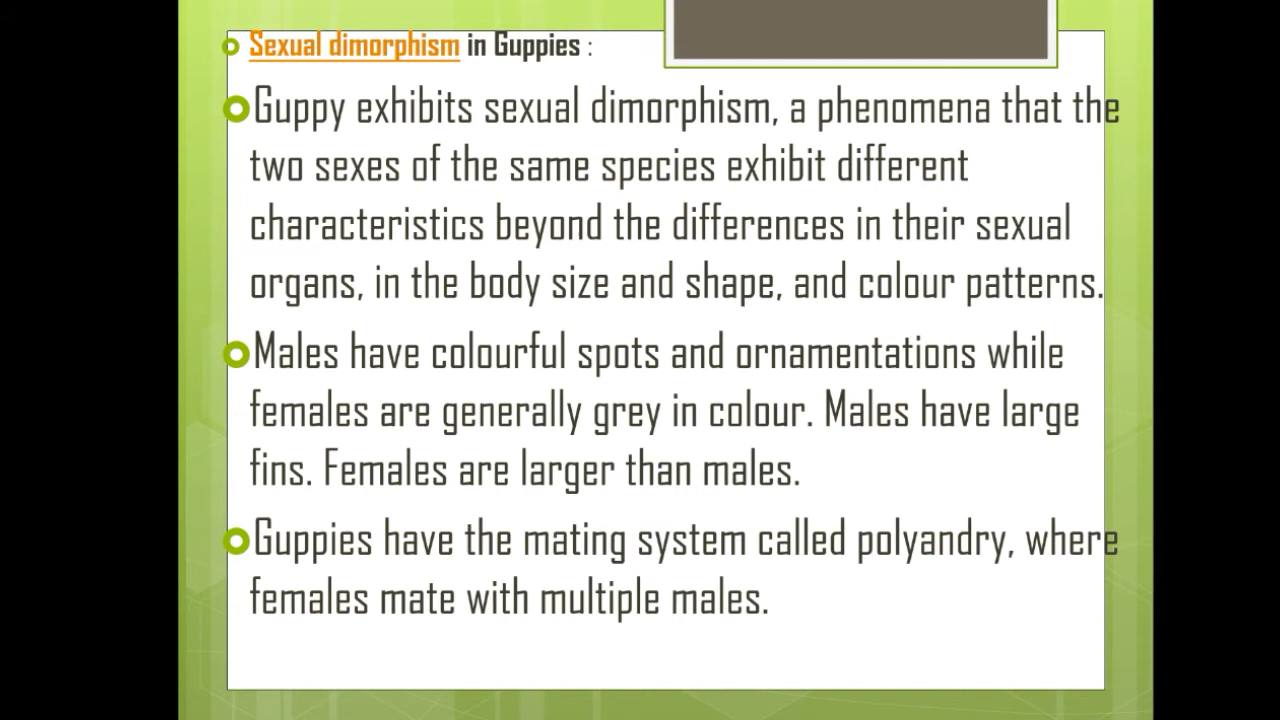 Sexual dimorphism in Guppies :
Guppy exhibits sexual dimorphism, a phenomena that the
two sexes of the same species exhibit different
characteristics beyond the differences in their sexual
organs, in the body size and shape, and colour patterns.
Males have colourful spots and ornamentations while
females are generally grey in colour. Males have large
fins. Females are larger than males.
Guppies have the mating system called polyandry, where
females mate with multiple males.